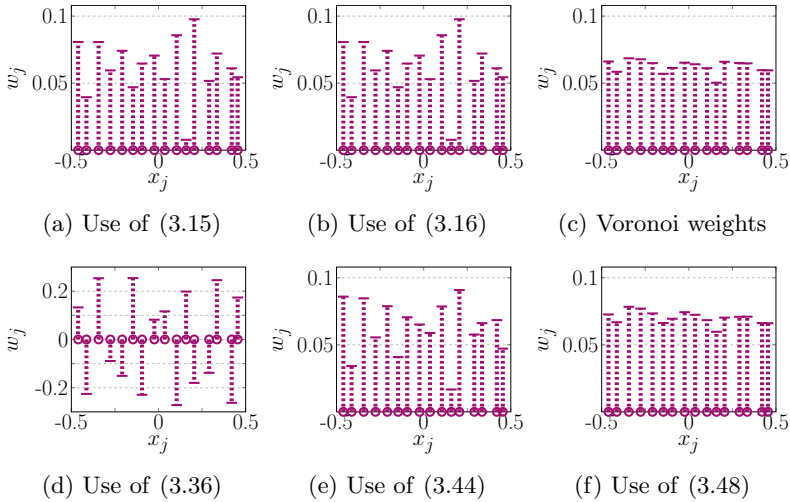 0.1
0.05
w_j
-0.5
0
0.5
x_j
(a) Use of (3.15)
0.1
0.05
w_j
-0.5
0
0.5
x_j
(b) Use of (3.16)
0.1
0.05
w_j
-0.5
0
0.5
x_j
(c) Voronoi weights
0.2
0
-0.2
w_j
-0.5
0
0.5
x_j
(d) Use of (3.36)
0.1
0.05
w_j
-0.5
0
0.5
x_j
(e) Use of (3.44)
0.1
0.05
w_j
-0.5
0
0.5
x_j
(f) Use of (3.48)